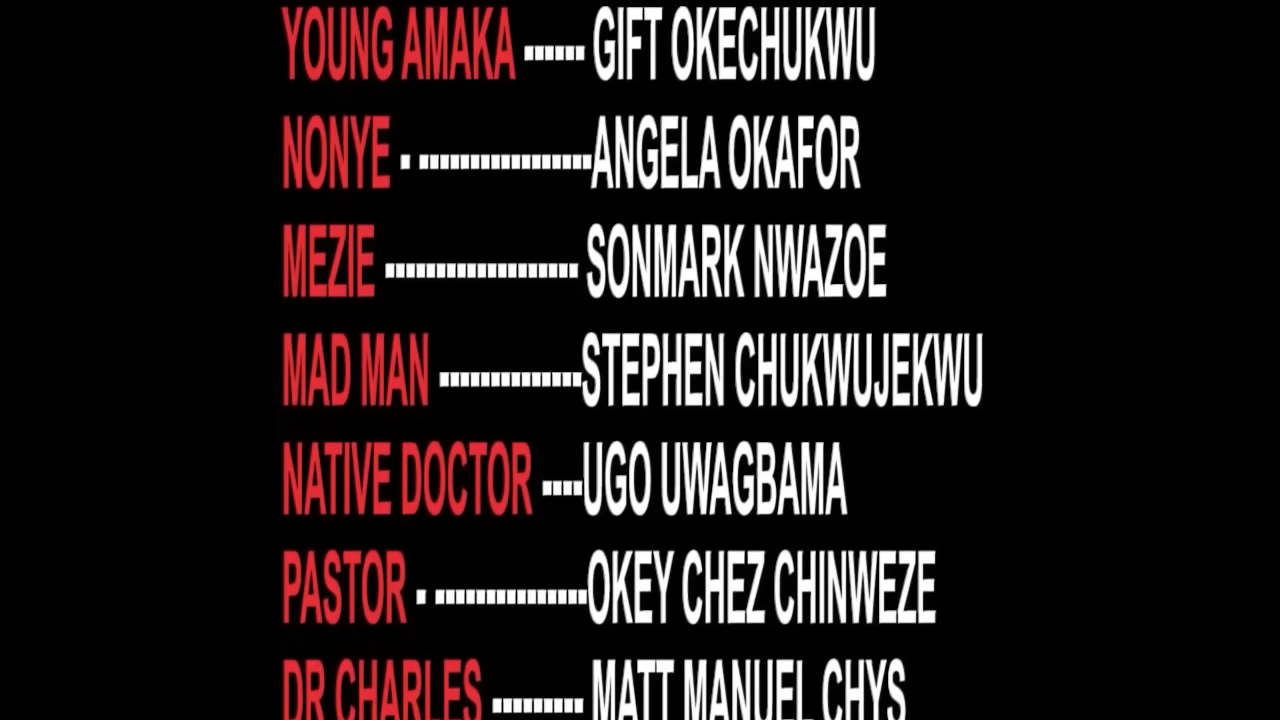 YOUNG AMAKA ------ GIFT OKECHUKWU
NONYE - -----------------ANGELA OKAFOR
MEZIE ------------------- SONMARK NWAZOE
MAD MAN --------------STEPHEN CHUKWUJEKWU
NATIVE DOCTOR ----UGO UWAGBAMA
PASTOR - ---------------OKEY CHEZ CHINWEZE
DR CHARLES --------- MATT MANUEL CHYS